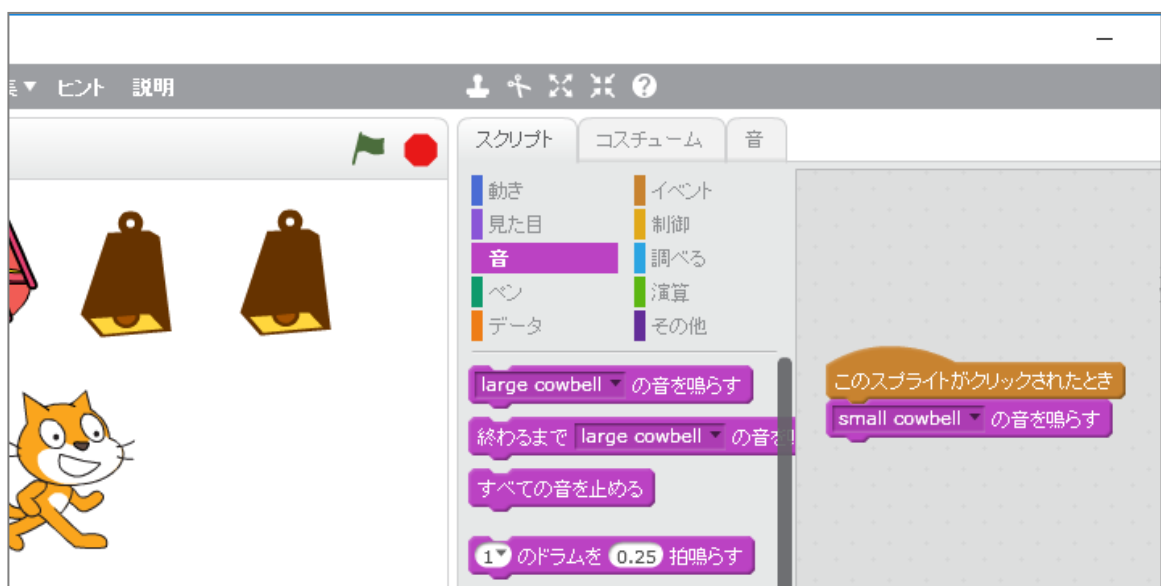 集▼ ヒント 説明
スクリプト コスチューム 音
動き イベント
見た目 制御
音 調べる
ペン 演算
データ その他
large cowbell ▼ の音を鳴らす
終わるまで large cowbell ▼ の音を
すべての音を止める
1▼ のドラムを 0.25 拍鳴らす
このスプライトがクリックされたとき
small cowbell ▼ の音を鳴らす